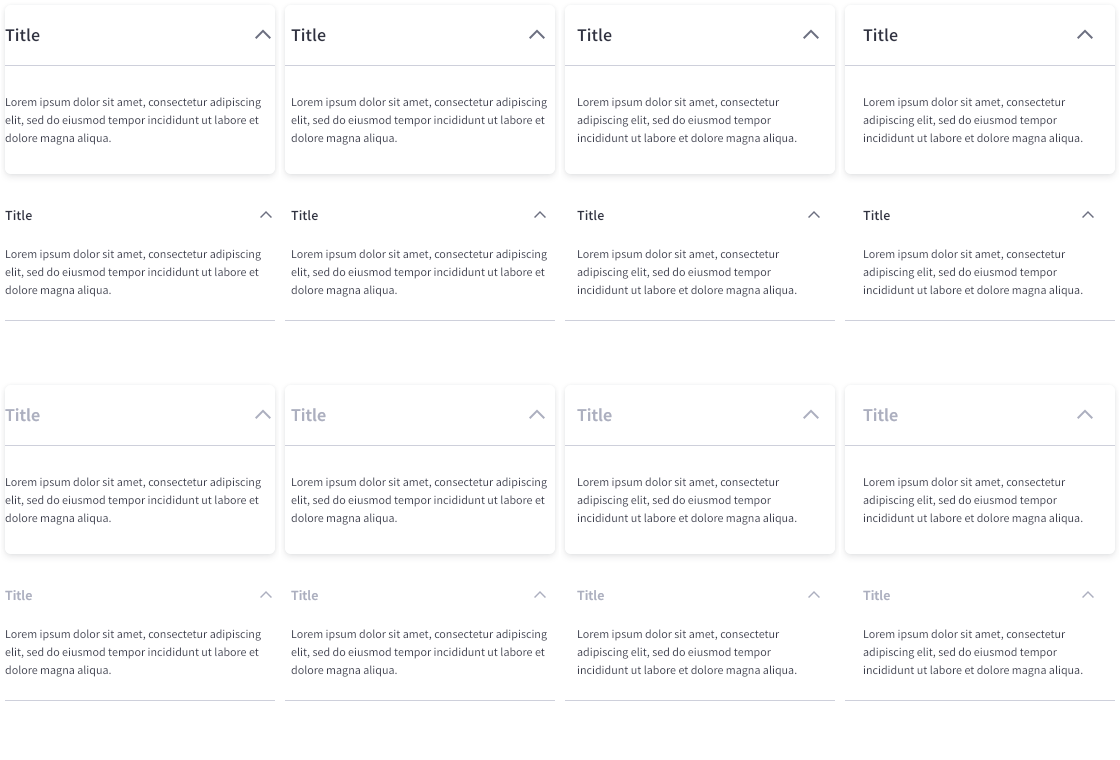 Title
Lorem ipsum dolor sit amet, consectetur adipiscing
elit, sed do eiusmod tempor incididunt ut labore et
dolore magna aliqua.
Title
Lorem ipsum dolor sit amet, consectetur adipiscing
elit, sed do eiusmod tempor incididunt ut labore et
dolore magna aliqua.
Title
Lorem ipsum dolor sit amet, consectetur
adipiscing elit, sed do eiusmod tempor
incididunt ut labore et dolore magna aliqua.
Title
Lorem ipsum dolor sit amet, consectetur
adipiscing elit, sed do eiusmod tempor
incididunt ut labore et dolore magna aliqua.
Title
Lorem ipsum dolor sit amet, consectetur adipiscing
elit, sed do eiusmod tempor incididunt ut labore et
dolore magna aliqua.
Title
Lorem ipsum dolor sit amet, consectetur adipiscing
elit, sed do eiusmod tempor incididunt ut labore et
dolore magna aliqua.
Title
Lorem ipsum dolor sit amet, consectetur
adipiscing elit, sed do eiusmod tempor
incididunt ut labore et dolore magna aliqua.
Title
Lorem ipsum dolor sit amet, consectetur
adipiscing elit, sed do eiusmod tempor
incididunt ut labore et dolore magna aliqua.
Title
Lorem ipsum dolor sit amet, consectetur adipiscing
elit, sed do eiusmod tempor incididunt ut labore et
dolore magna aliqua.
Title
Lorem ipsum dolor sit amet, consectetur adipiscing
elit, sed do eiusmod tempor incididunt ut labore et
dolore magna aliqua.
Title
Lorem ipsum dolor sit amet, consectetur
adipiscing elit, sed do eiusmod tempor
incididunt ut labore et dolore magna aliqua.
Title
Lorem ipsum dolor sit amet, consectetur
adipiscing elit, sed do eiusmod tempor
incididunt ut labore et dolore magna aliqua.
Title
Lorem ipsum dolor sit amet, consectetur adipiscing
elit, sed do eiusmod tempor incididunt ut labore et
dolore magna aliqua.
Title
Lorem ipsum dolor sit amet, consectetur adipiscing
elit, sed do eiusmod tempor incididunt ut labore et
dolore magna aliqua.
Title
Lorem ipsum dolor sit amet, consectetur
adipiscing elit, sed do eiusmod tempor
incididunt ut labore et dolore magna aliqua.
Title
Lorem ipsum dolor sit amet, consectetur
adipiscing elit, sed do eiusmod tempor
incididunt ut labore et dolore magna aliqua.